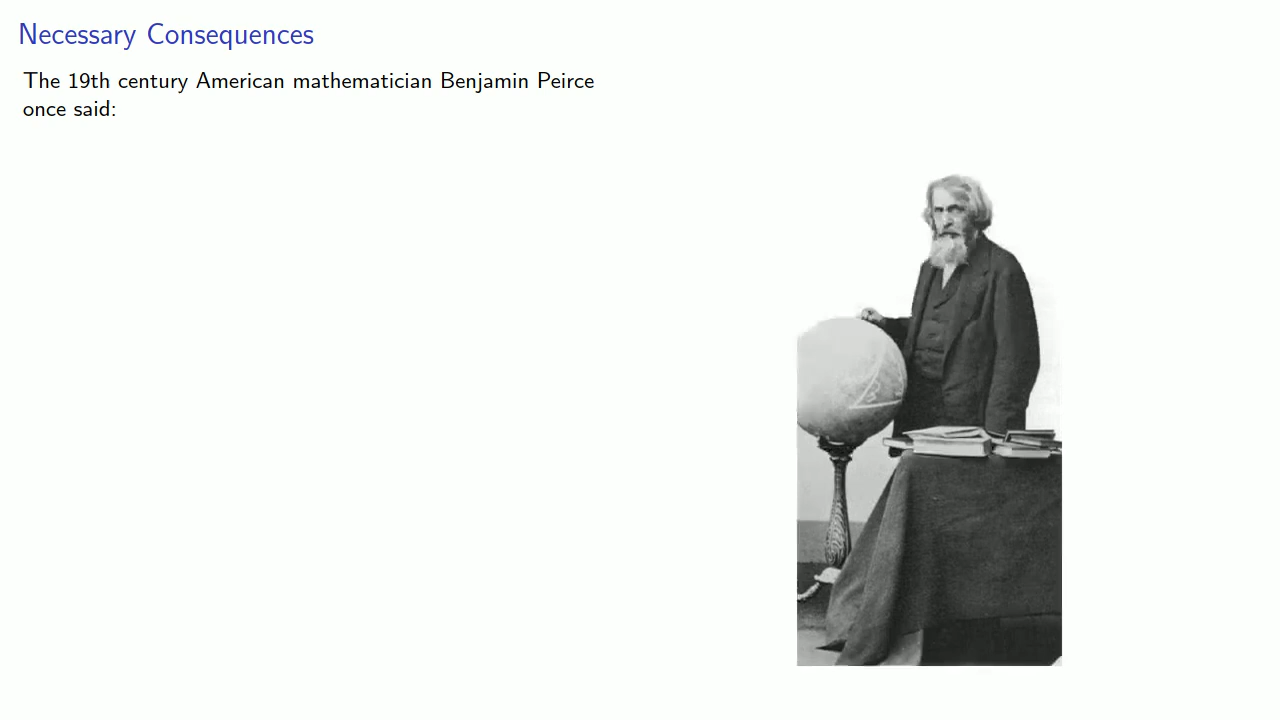 Necessary Consequences
The 19th century American mathematician Benjamin Peirce
once said: